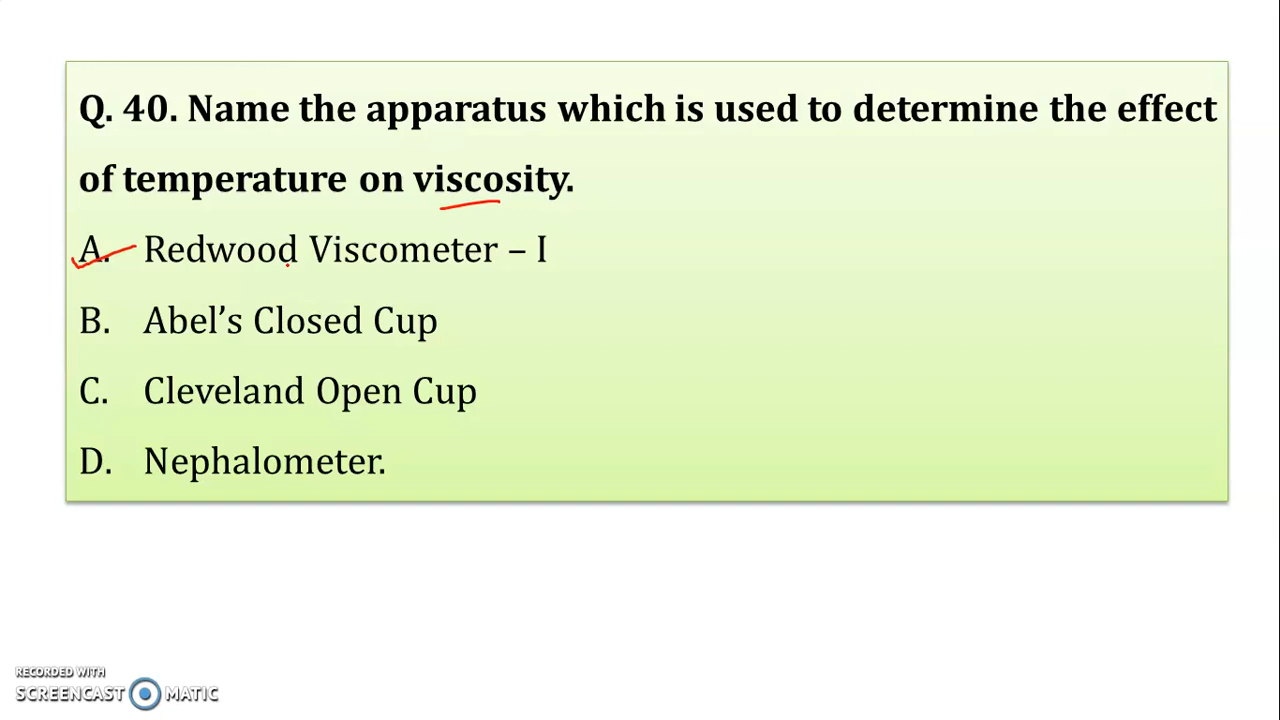 Q. 40. Name the apparatus which is used to determine the effect
of temperature on viscosity.
A. Redwood Viscometer – I
B. Abel’s Closed Cup
C. Cleveland Open Cup
D. Nephalometer.
RECORDED WITH
SCREENCAST MATIC